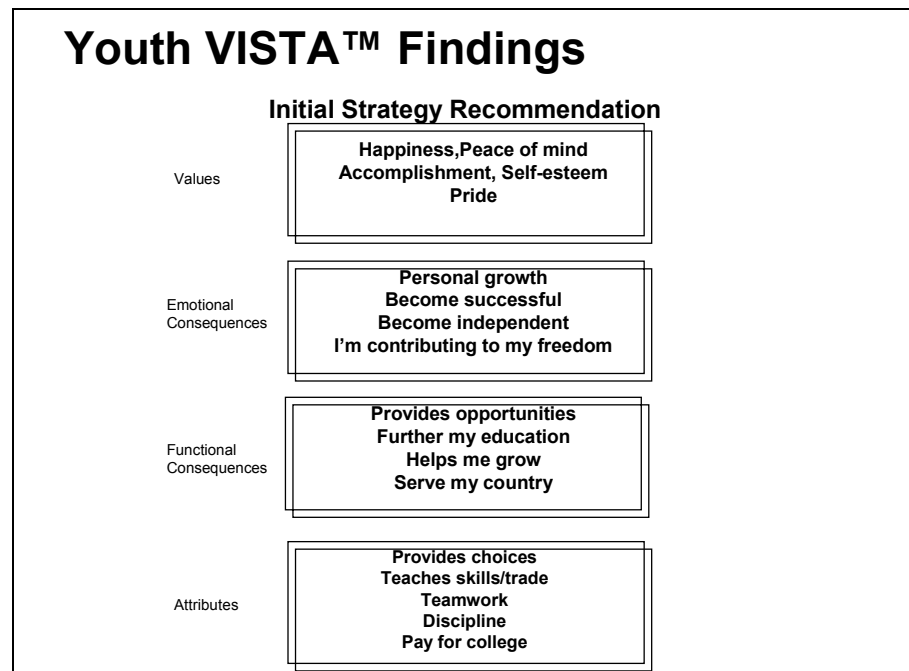 Youth VISTA™ Findings
Initial Strategy Recommendation
Values
Happiness,Peace of mind
Accomplishment, Self-esteem
Pride
Emotional
Consequences
Personal growth
Become successful
Become independent
I'm contributing to my freedom
Functional
Consequences
Provides opportunities
Further my education
Helps me grow
Serve my country
Attributes
Provides choices
Teaches skills/trade
Teamwork
Discipline
Pay for college